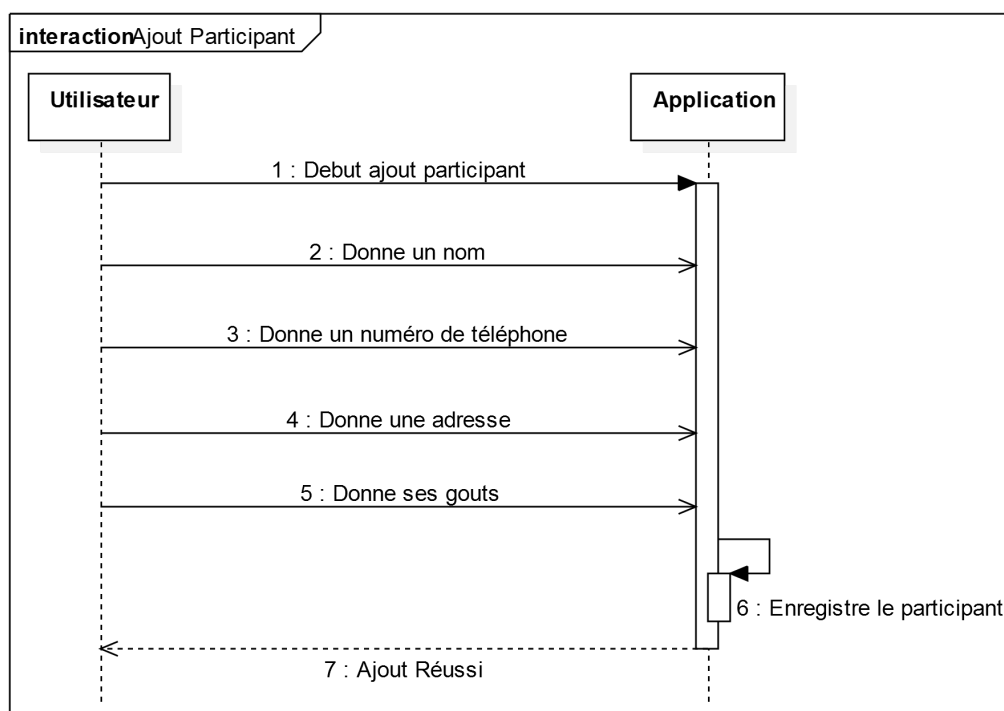 interactionAjout Participant
Utilisateur
Application
1 : Debut ajout participant
2 : Donne un nom
3 : Donne un numéro de téléphone
4 : Donne une adresse
5 : Donne ses gouts
6 : Enregistre le participant
7 : Ajout Réussi